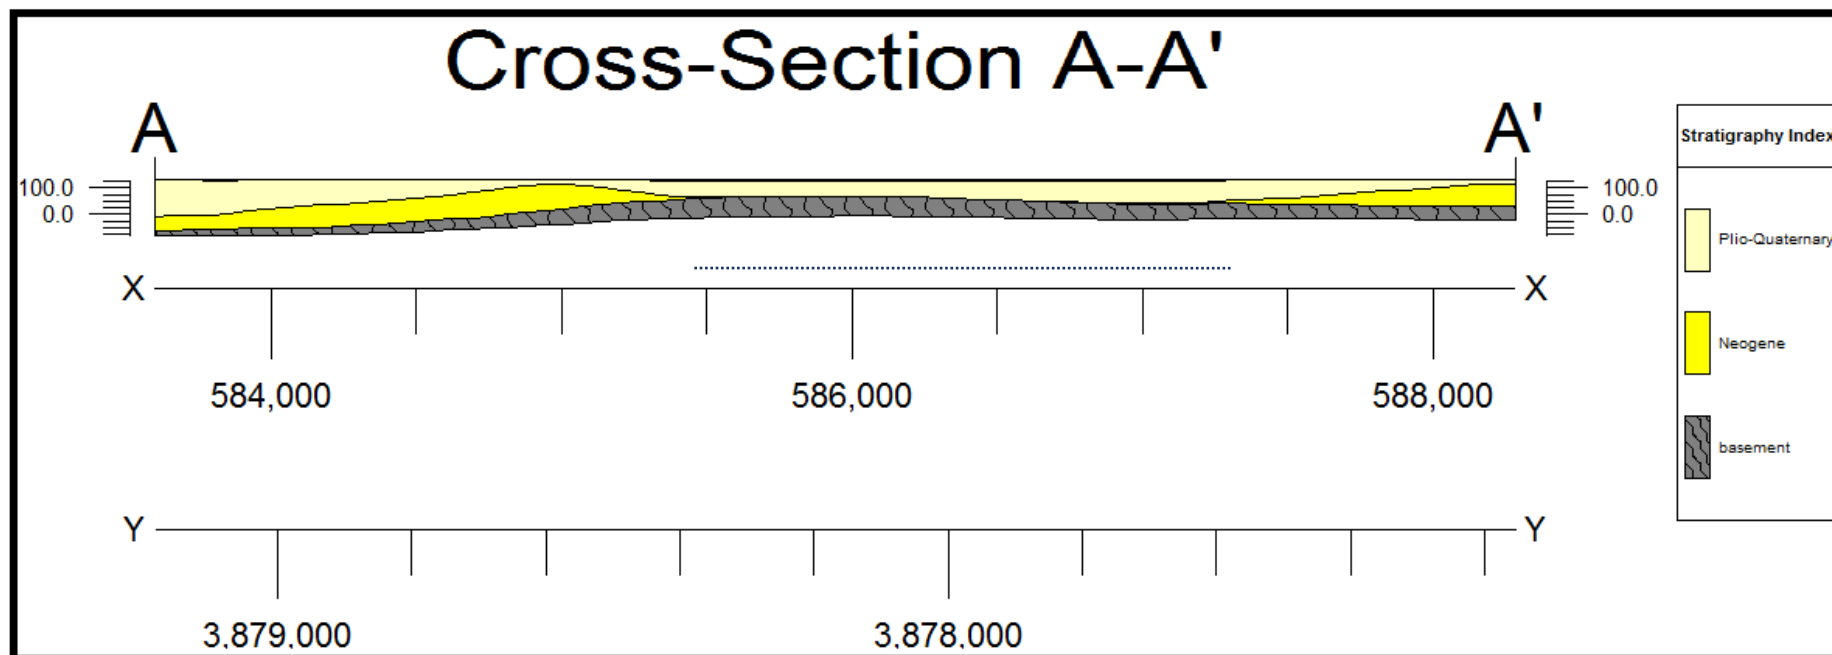 Cross-Section A-A'
A A'
Stratigraphy Index
100.0 100.0
0.0 0.0
Plio-Quaternary
X X
Neogene
584,000 586,000 588,000
basement
Y Y
3,879,000 3,878,000